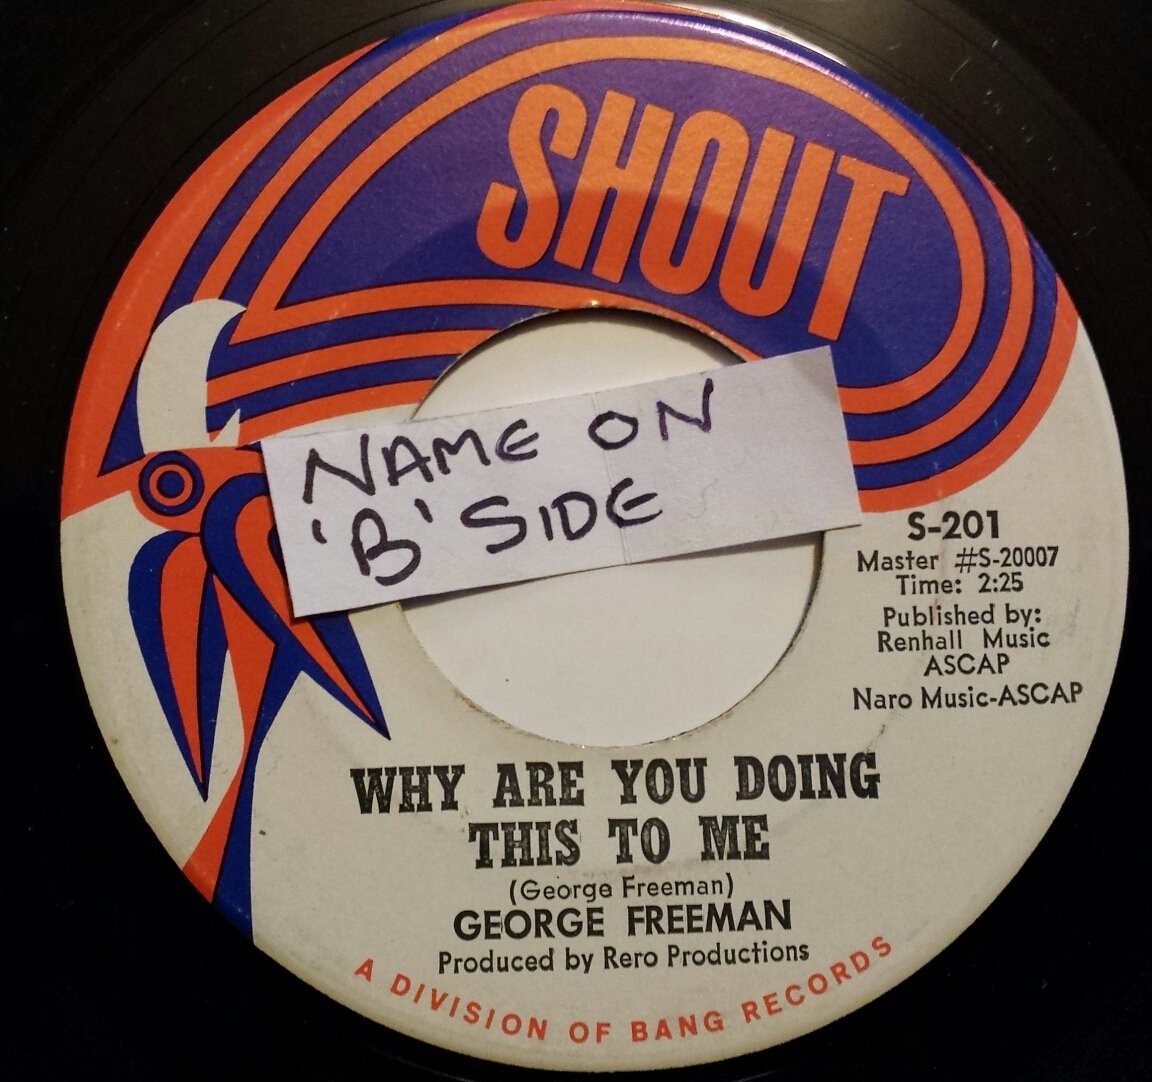 SHOUT
NAME ON
'B' SIDE
S-201
Master #S-20007
Time: 2:25
Published by:
Renhall Music
ASCAP
Naro Music-ASCAP
WHY ARE YOU DOING
THIS TO ME
(George Freeman)
GEORGE FREEMAN
Produced by Rero Productions
A DIVISION OF BANG RECORDS